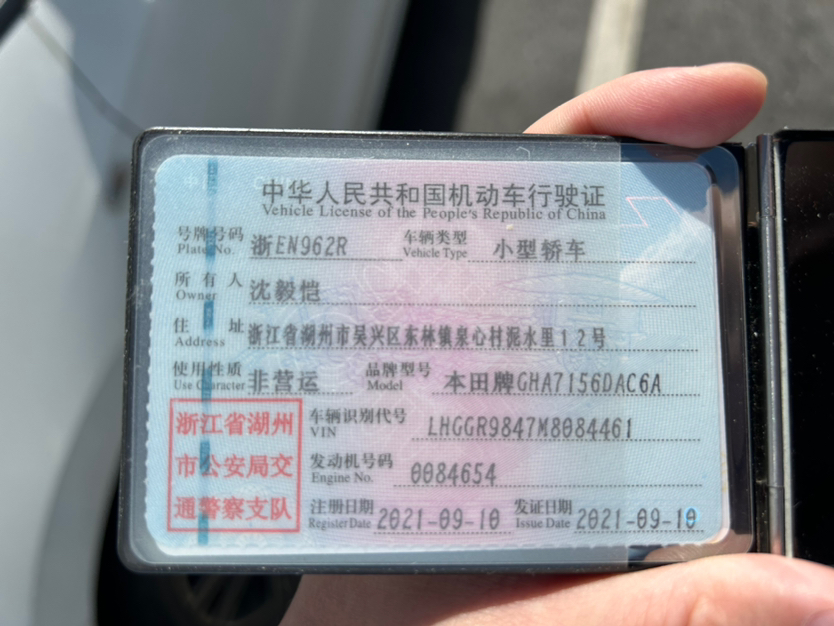 中华人民共和国机动车行驶证
Vehicle License of the People's Republic of China
号牌号码 浙EN962R 车辆类型 小型轿车
Plate No. Vehicle Type
所有人 沈毅恺
Owner
住址 浙江省湖州市吴兴区东林镇泉心村泥水里12号
Address
使用性质 非营运 品牌型号 本田牌GHA7156DAC6A
Use Character Model
浙江省湖州 车辆识别代号 LHGGR9847M8084461
VIN
市公安局交 发动机号码 0084654
Engine No.
通警察支队 注册日期 2021-09-10 发证日期 2021-09-10
Register Date Issue Date